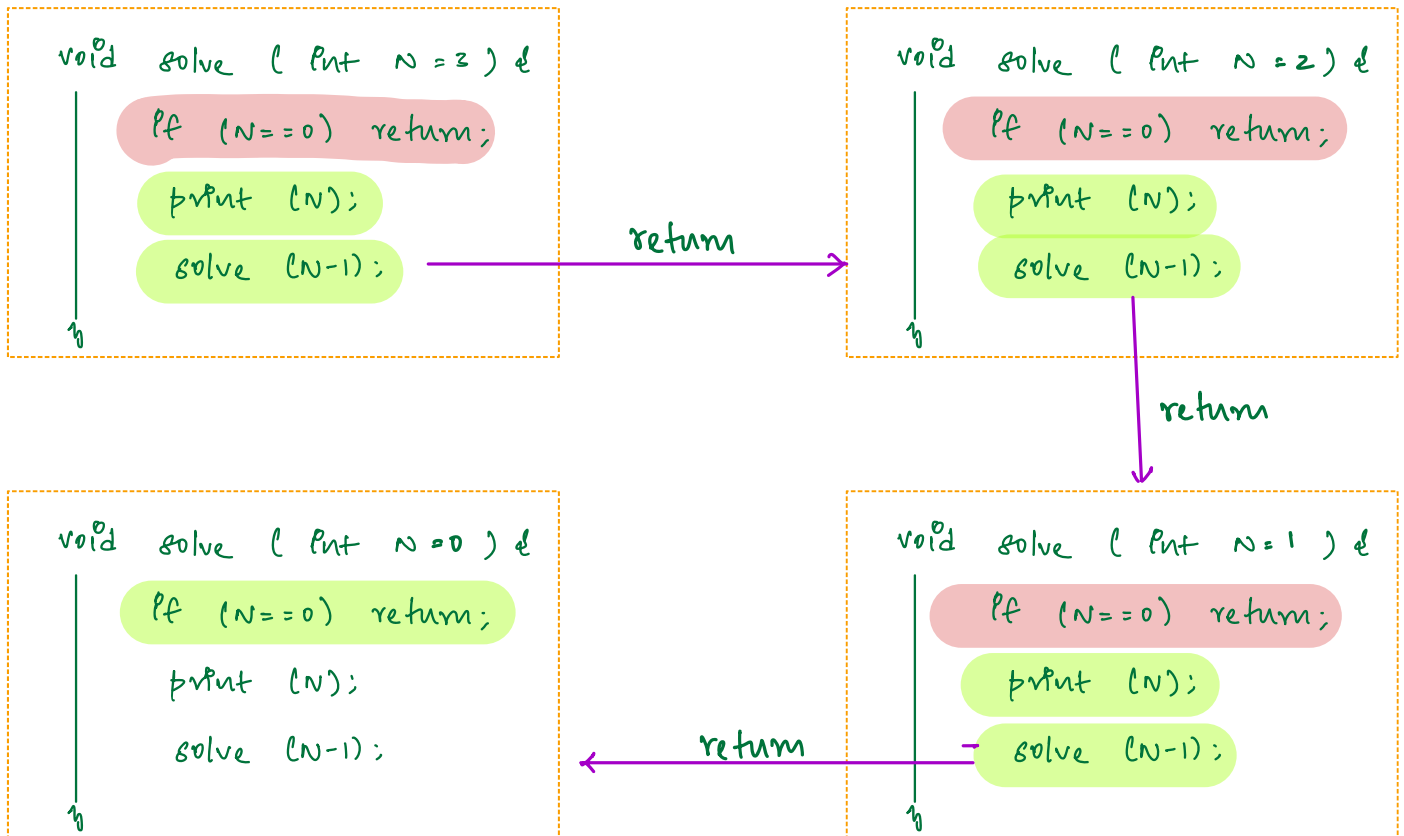 void solve ( int N = 3 ) {
if (N==0) return;
print (N);
solve (N-1);
}
return
void solve ( int N = 2 ) {
if (N==0) return;
print (N);
solve (N-1);
}
return
void solve ( int N = 1 ) {
if (N==0) return;
print (N);
solve (N-1);
}
return
void solve ( int N = 0 ) {
if (N==0) return;
print (N);
solve (N-1);
}